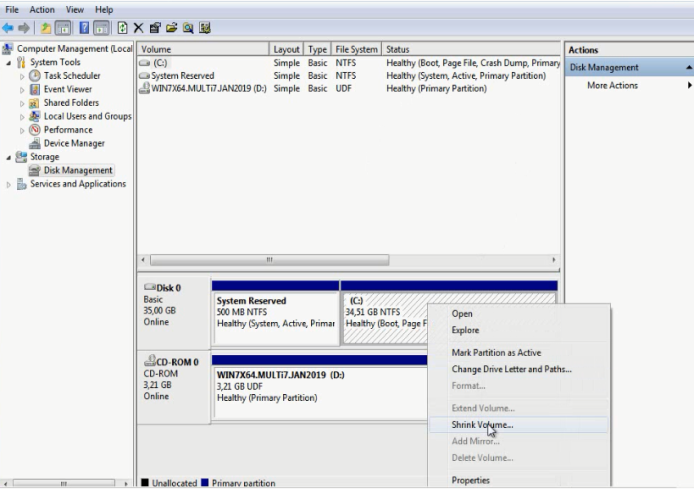 File Action View Help
Computer Management (Local
System Tools
Task Scheduler
Event Viewer
Shared Folders
Local Users and Groups
Performance
Device Manager
Storage
Disk Management
Services and Applications
Volume Layout Type File System Status
(C:) Simple Basic NTFS Healthy (Boot, Page File, Crash Dump, Primary
System Reserved Simple Basic NTFS Healthy (System, Active, Primary Partition)
WIN7X64.MULTi7.JAN2019 (D:) Simple Basic UDF Healthy (Primary Partition)
Actions
Disk Management
More Actions
Disk 0
Basic
35,00 GB
Online
System Reserved
500 MB NTFS
Healthy (System, Active, Primar
(C:)
34,51 GB NTFS
Healthy (Boot, Page F
CD-ROM 0
CD-ROM
3,21 GB
Online
WIN7X64.MULTi7.JAN2019 (D:)
3,21 GB UDF
Healthy (Primary Partition)
Unallocated Primary partition
Open
Explore
Mark Partition as Active
Change Drive Letter and Paths...
Format...
Extend Volume...
Shrink Volume...
Add Mirror...
Delete Volume...
Properties